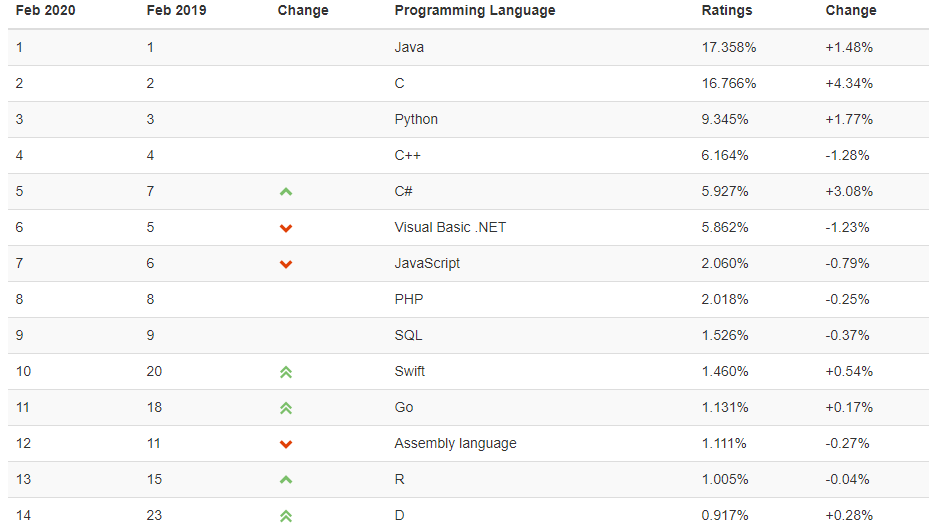 Feb 2020 Feb 2019 Change Programming Language Ratings Change
1 1 Java 17.358% +1.48%
2 2 C 16.766% +4.34%
3 3 Python 9.345% +1.77%
4 4 C++ 6.164% -1.28%
5 7 C# 5.927% +3.08%
6 5 Visual Basic .NET 5.862% -1.23%
7 6 JavaScript 2.060% -0.79%
8 8 PHP 2.018% -0.25%
9 9 SQL 1.526% -0.37%
10 20 Swift 1.460% +0.54%
11 18 Go 1.131% +0.17%
12 11 Assembly language 1.111% -0.27%
13 15 R 1.005% -0.04%
14 23 D 0.917% +0.28%